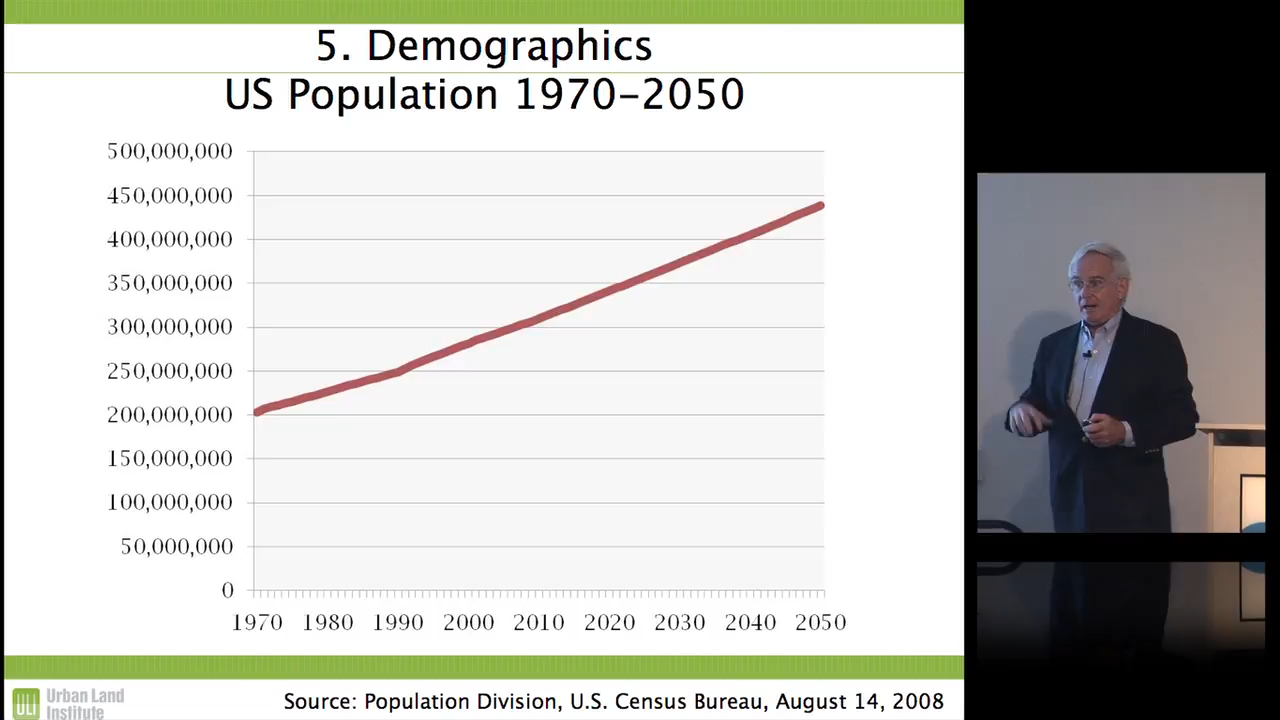 5. Demographics
US Population 1970-2050
500,000,000
450,000,000
400,000,000
350,000,000
300,000,000
250,000,000
200,000,000
150,000,000
100,000,000
50,000,000
0
1970 1980 1990 2000 2010 2020 2030 2040 2050
ULI Urban Land
Institute
Source: Population Division, U.S. Census Bureau, August 14, 2008